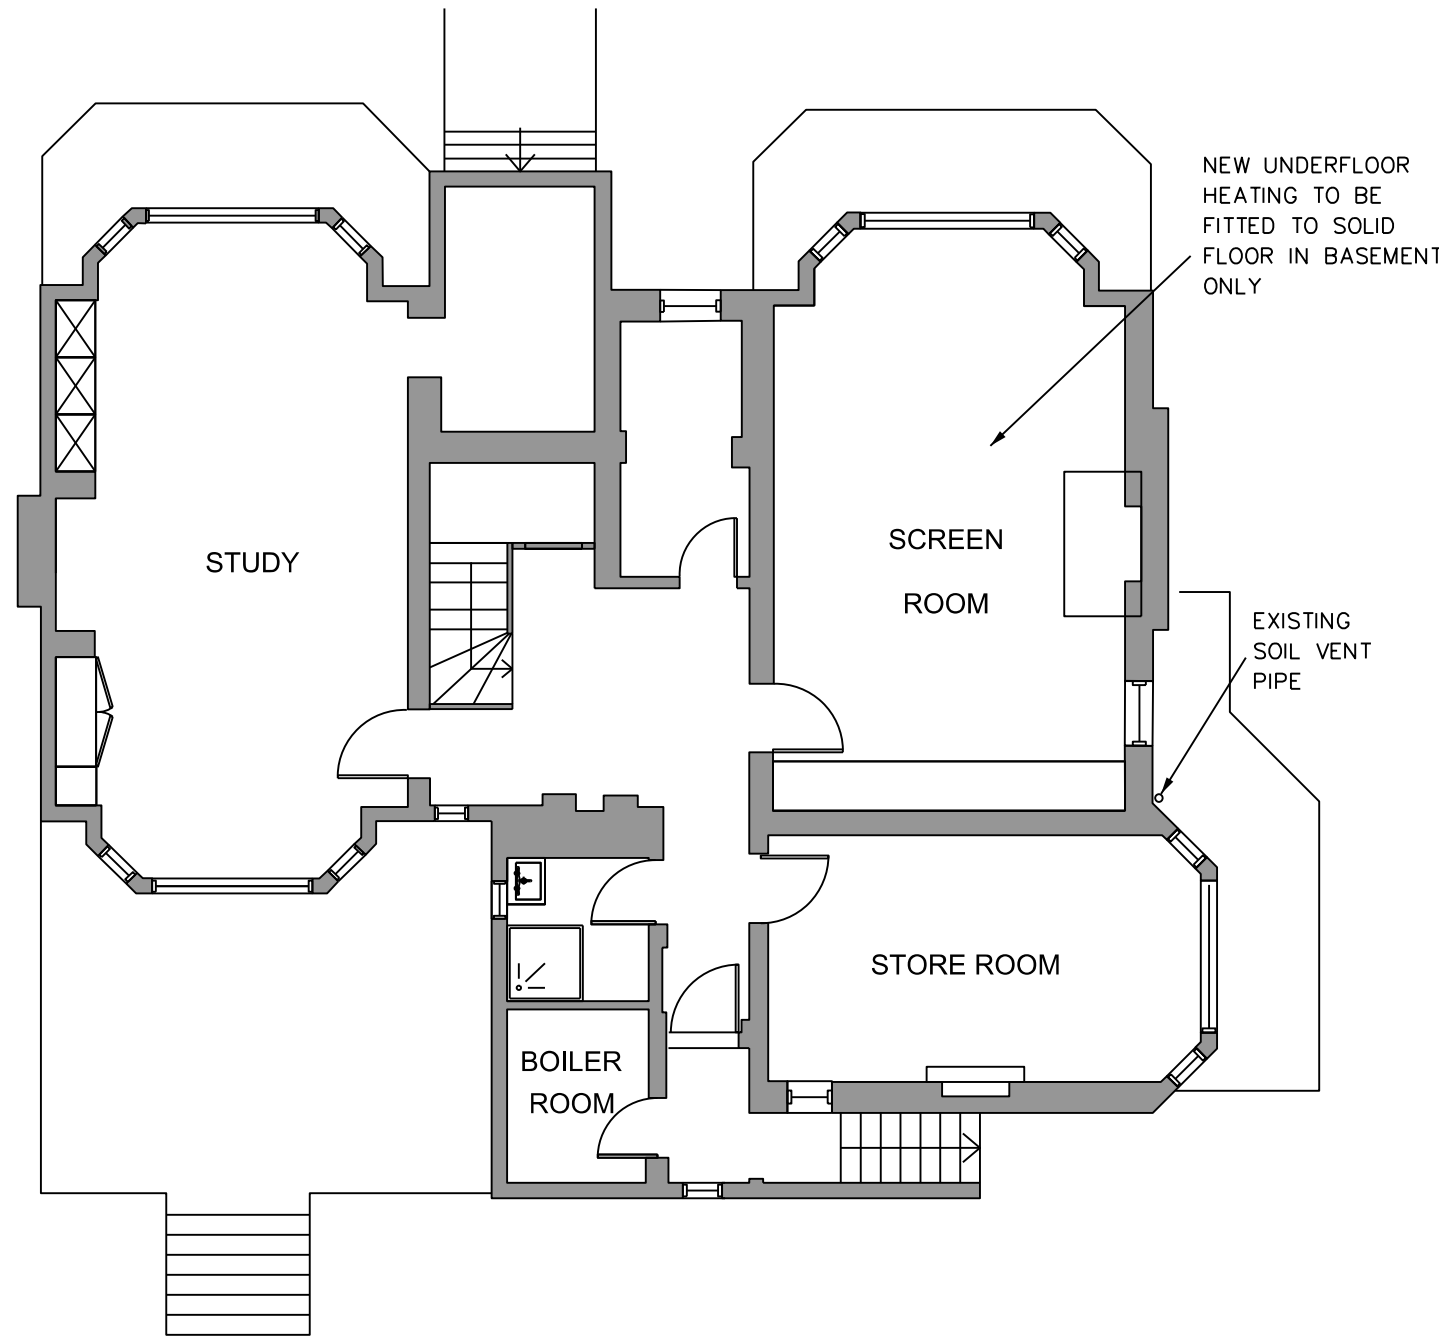 NEW UNDERFLOOR
HEATING TO BE
FITTED TO SOLID
FLOOR IN BASEMENT
ONLY
STUDY
SCREEN
ROOM
EXISTING
SOIL VENT
PIPE
STORE ROOM
BOILER
ROOM